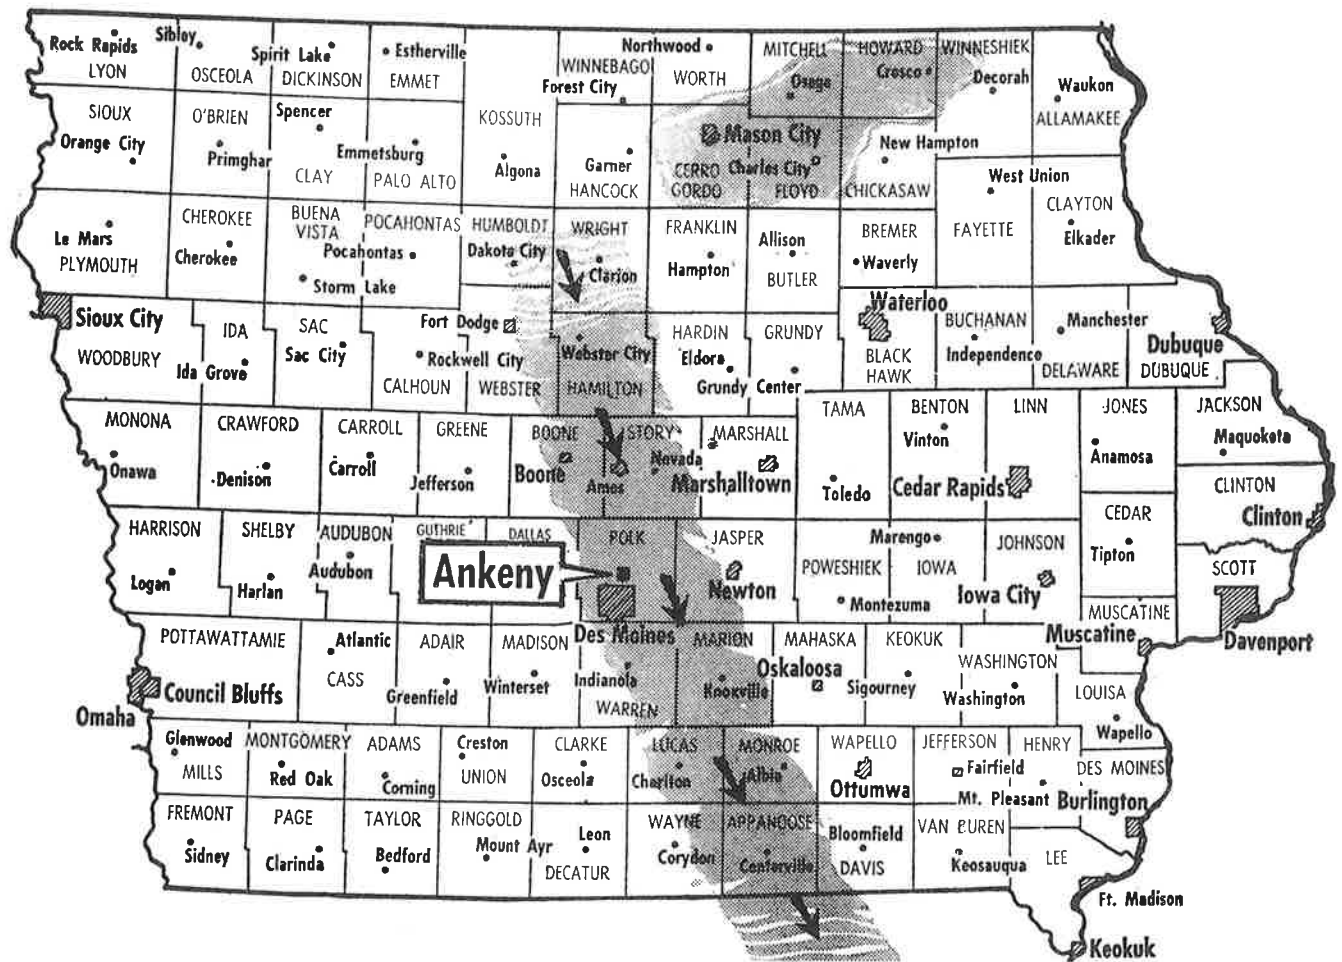 Rock Rapids
LYON
Sibley
OSCEOLA
Spirit Lake
DICKINSON
Estherville
EMMET
KOSSUTH
Algona
WINNEBAGO
Forest City
Northwood
WORTH
MITCHELL
Osage
HOWARD
Cresco
WINNESHIEK
Decorah
Waukon
ALLAMAKEE
SIOUX
Orange City
O'BRIEN
Primghar
Spencer
CLAY
Emmetsburg
PALO ALTO
Garner
HANCOCK
Mason City
CERRO
GORDO
Charles City
FLOYD
New Hampton
CHICKASAW
West Union
FAYETTE
CLAYTON
Elkader
Le Mars
PLYMOUTH
CHEROKEE
Cherokee
BUENA
VISTA
Storm Lake
POCAHONTAS
Pocahontas
HUMBOLDT
Dakota City
WRIGHT
Clarion
FRANKLIN
Hampton
Allison
BUTLER
BREMER
Waverly
Sioux City
WOODBURY
IDA
Ida Grove
SAC
Sac City
Rockwell City
CALHOUN
Fort Dodge
WEBSTER
Webster City
HAMILTON
HARDIN
Eldora
GRUNDY
Grundy Center
Waterloo
BLACK
HAWK
BUCHANAN
Independence
Manchester
DELAWARE
Dubuque
DUBUQUE
MONONA
Onawa
CRAWFORD
Denison
CARROLL
Carroll
GREENE
Jefferson
BOONE
Boone
STORY
Ames
Nevada
MARSHALL
Marshalltown
TAMA
Toledo
BENTON
Vinton
LINN
Cedar Rapids
JONES
Anamosa
JACKSON
Maquoketa
CLINTON
Clinton
HARRISON
Logan
SHELBY
Harlan
AUDUBON
Audubon
GUTHRIE
DALLAS
Ankeny
POLK
Des Moines
JASPER
Newton
POWESHIEK
Montezuma
Marengo
IOWA
JOHNSON
Iowa City
CEDAR
Tipton
SCOTT
Davenport
MUSCATINE
Muscatine
POTTAWATTAMIE
Council Bluffs
Omaha
Atlantic
CASS
ADAIR
Greenfield
MADISON
Winterset
Indianola
WARREN
MARION
Knoxville
MAHASKA
Oskaloosa
KEOKUK
Sigourney
WASHINGTON
Washington
LOUISA
Wapello
Glenwood
MILLS
MONTGOMERY
Red Oak
ADAMS
Corning
Creston
UNION
CLARKE
Osceola
LUCAS
Chariton
MONROE
Albia
WAPELLO
Ottumwa
JEFFERSON
Fairfield
HENRY
Mt. Pleasant
DES MOINES
Burlington
FREMONT
Sidney
PAGE
Clarinda
TAYLOR
Bedford
RINGGOLD
Mount Ayr
Leon
DECATUR
WAYNE
Corydon
APPANOOSE
Centerville
Bloomfield
DAVIS
VAN BUREN
Keosauqua
LEE
Ft. Madison
Keokuk